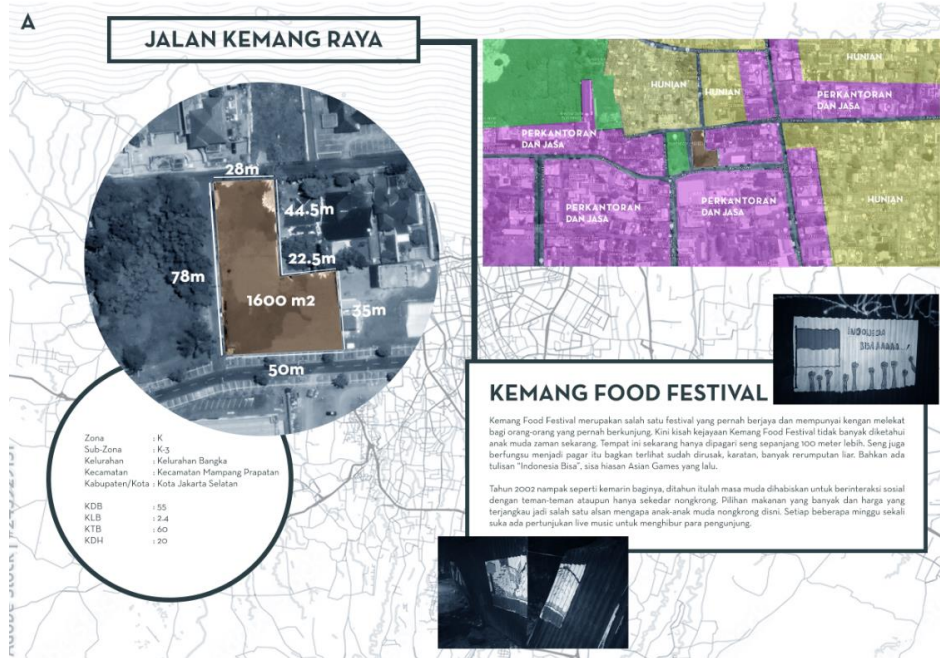 A
JALAN KEMANG RAYA
28m
44.5m
22.5m
78m
1600 m2
35m
50m
HUNIAN
HUNIAN
HUNIAN
PERKANTORAN
DAN JASA
PERKANTORAN
DAN JASA
PERKANTORAN
DAN JASA
PERKANTORAN
DAN JASA
HUNIAN
INDONESIA
BISAAAAAA...!
Zona : K
Sub-Zona : K-3
Kelurahan : Kelurahan Bangka
Kecamatan : Kecamatan Mampang Prapatan
Kabupaten/Kota : Kota Jakarta Selatan
KDB : 55
KLB : 2.4
KTB : 60
KDH : 20
KEMANG FOOD FESTIVAL
Kemang Food Festival merupakan salah satu festival yang pernah berjaya dan mempunyai kengan melekat
bagi orang-orang yang pernah berkunjung. Kini kisah kejayaan Kemang Food Festival tidak banyak diketahui
anak muda zaman sekarang. Tempat ini sekarang hanya dipagari seng sepanjang 100 meter lebih. Seng juga
berfungsu menjadi pagar itu bagkan terlihat sudah dirusak, karatan, banyak rerumputan liar. Bahkan ada
tulisan "Indonesia Bisa", sisa hiasan Asian Games yang lalu.
Tahun 2002 nampak seperti kemarin baginya, ditahun itulah masa muda dihabiskan untuk berinteraksi sosial
dengan teman-teman ataupun hanya sekedar nongkrong. Pilihan makanan yang banyak dan harga yang
terjangkau jadi salah satu alsan mengapa anak-anak muda nongkrong disni. Setiap beberapa minggu sekali
suka ada pertunjukan live music untuk menghibur para pengunjung.